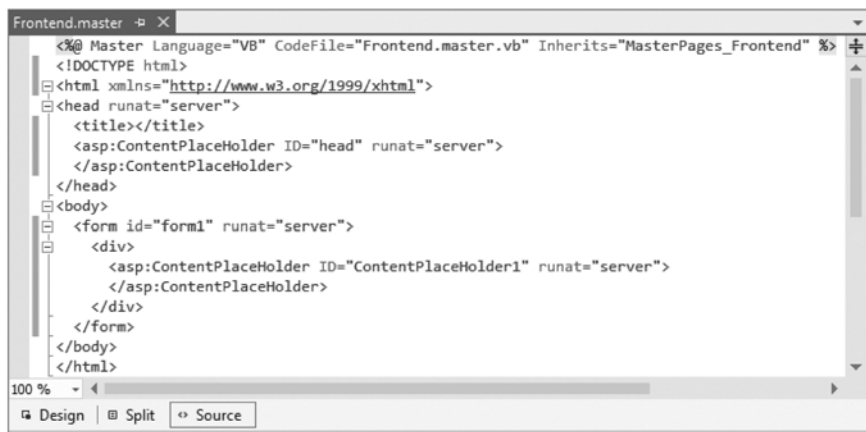 Frontend.master
<%@ Master Language="VB" CodeFile="Frontend.master.vb" Inherits="MasterPages_Frontend" %>
<!DOCTYPE html>
<html xmlns="http://www.w3.org/1999/xhtml">
<head runat="server">
<title></title>
<asp:ContentPlaceHolder ID="head" runat="server">
</asp:ContentPlaceHolder>
</head>
<body>
<form id="form1" runat="server">
<div>
<asp:ContentPlaceHolder ID="ContentPlaceHolder1" runat="server">
</asp:ContentPlaceHolder>
</div>
</form>
</body>
</html>
100 %
Design Split Source